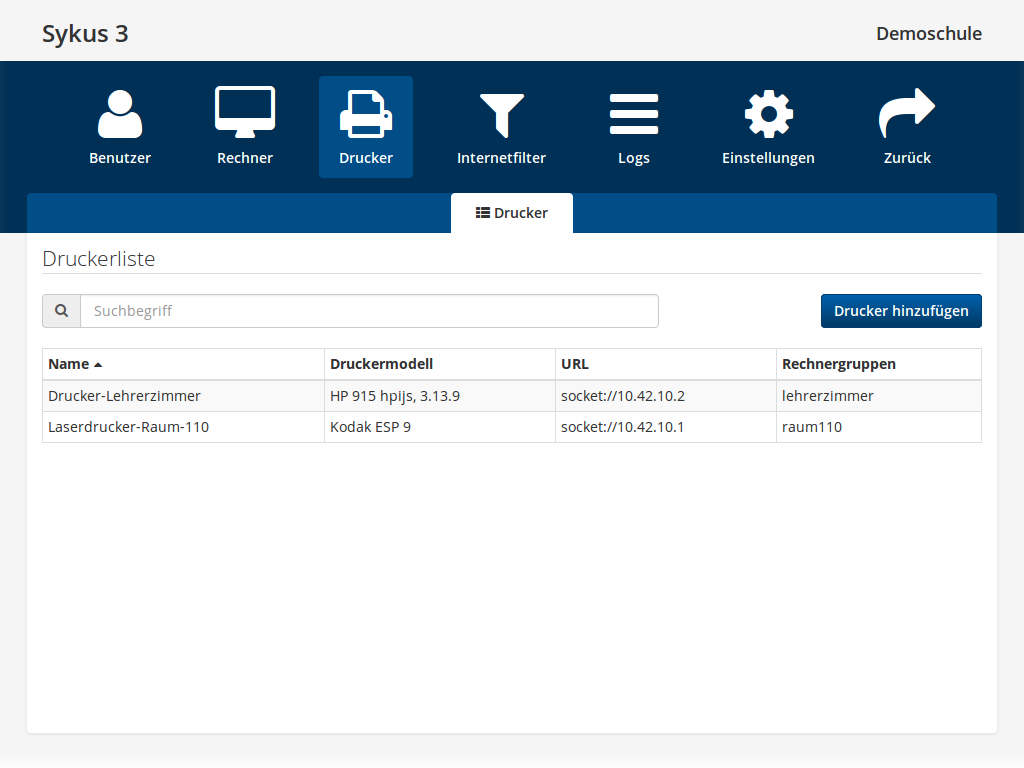 Sykus 3
Demoschule
Benutzer
Rechner
Drucker
Internetfilter
Logs
Einstellungen
Zurück
Drucker
Druckerliste
Suchbegriff
Drucker hinzufügen
Name Druckermodell URL Rechnergruppen
Drucker-Lehrerzimmer HP 915 hpijs, 3.13.9 socket://10.42.10.2 lehrerzimmer
Laserdrucker-Raum-110 Kodak ESP 9 socket://10.42.10.1 raum110